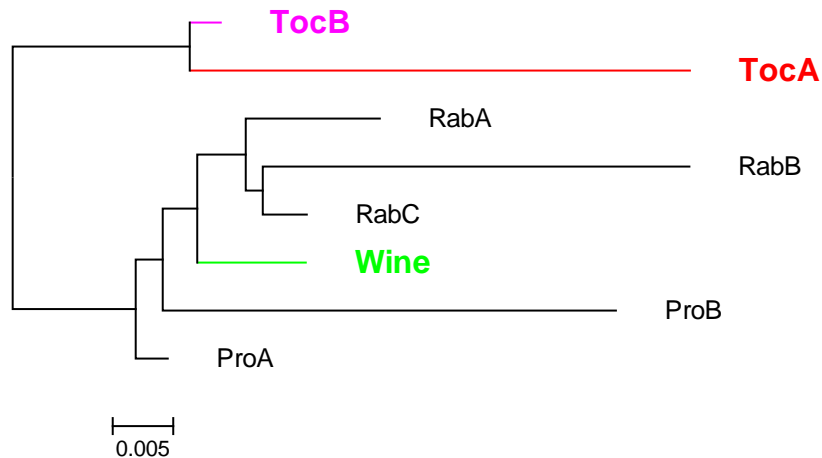 TocB
TocA
RabA
RabB
RabC
Wine
ProB
ProA
0.005